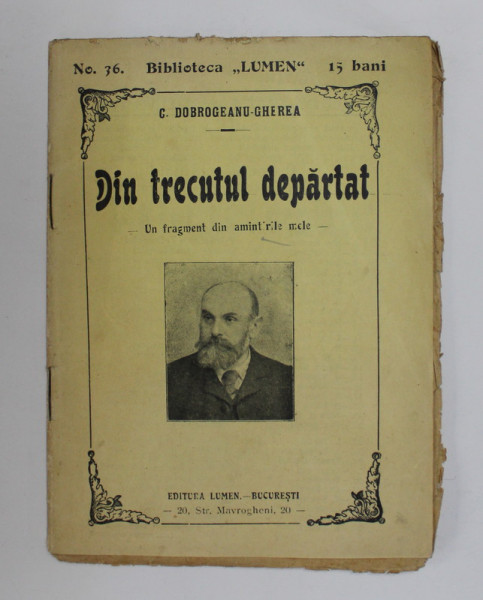 No. 36. Biblioteca „LUMEN“ 15 bani
C. DOBROGEANU-GHEREA
Din trecutul depărtat
— Un fragment din amintirile mele —
EDITURA LUMEN.—BUCUREȘTI
— 20, Str. Mavrogheni, 20 —